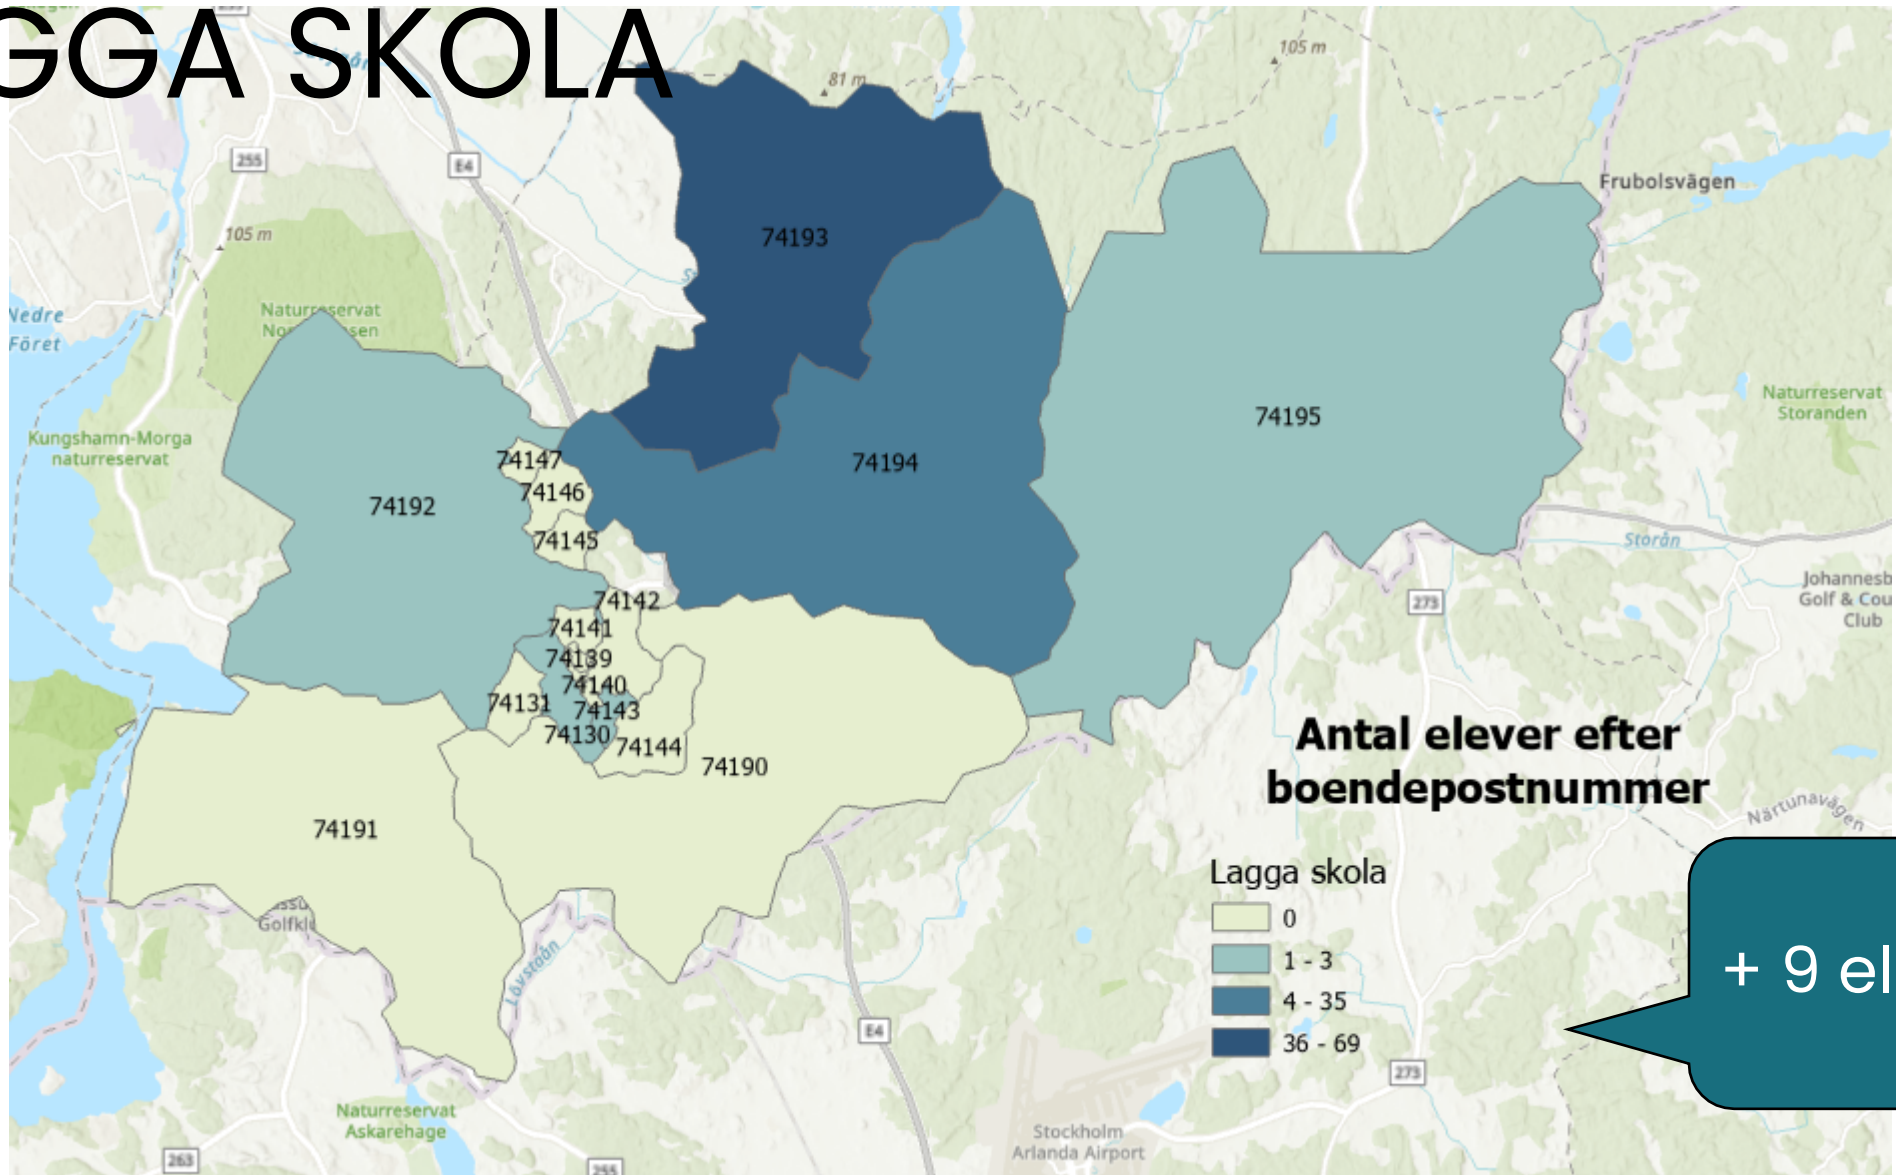 GGA SKOLA
105 m
81 m
255
E4
Frubolsvägen
105 m
74193
Naturreservat
Nedre
Föret
Naturreservat
Storanden
74195
Kungshamn-Morga
naturreservat
74147
74194
74192
74146
74145
Storån
Johannesb
Golf & Cou
Club
74142
273
74141
74139
74140
74131
74143
74130
74144
74190
Antal elever efter
boendepostnummer
Närtunavägen
74191
Lagga skola
0
Golfklu
1 - 3
+ 9 el
Lövstaån
4 - 35
E4
36 - 69
273
Naturreservat
Askarehage
Stockholm
Arlanda Airport
263
255